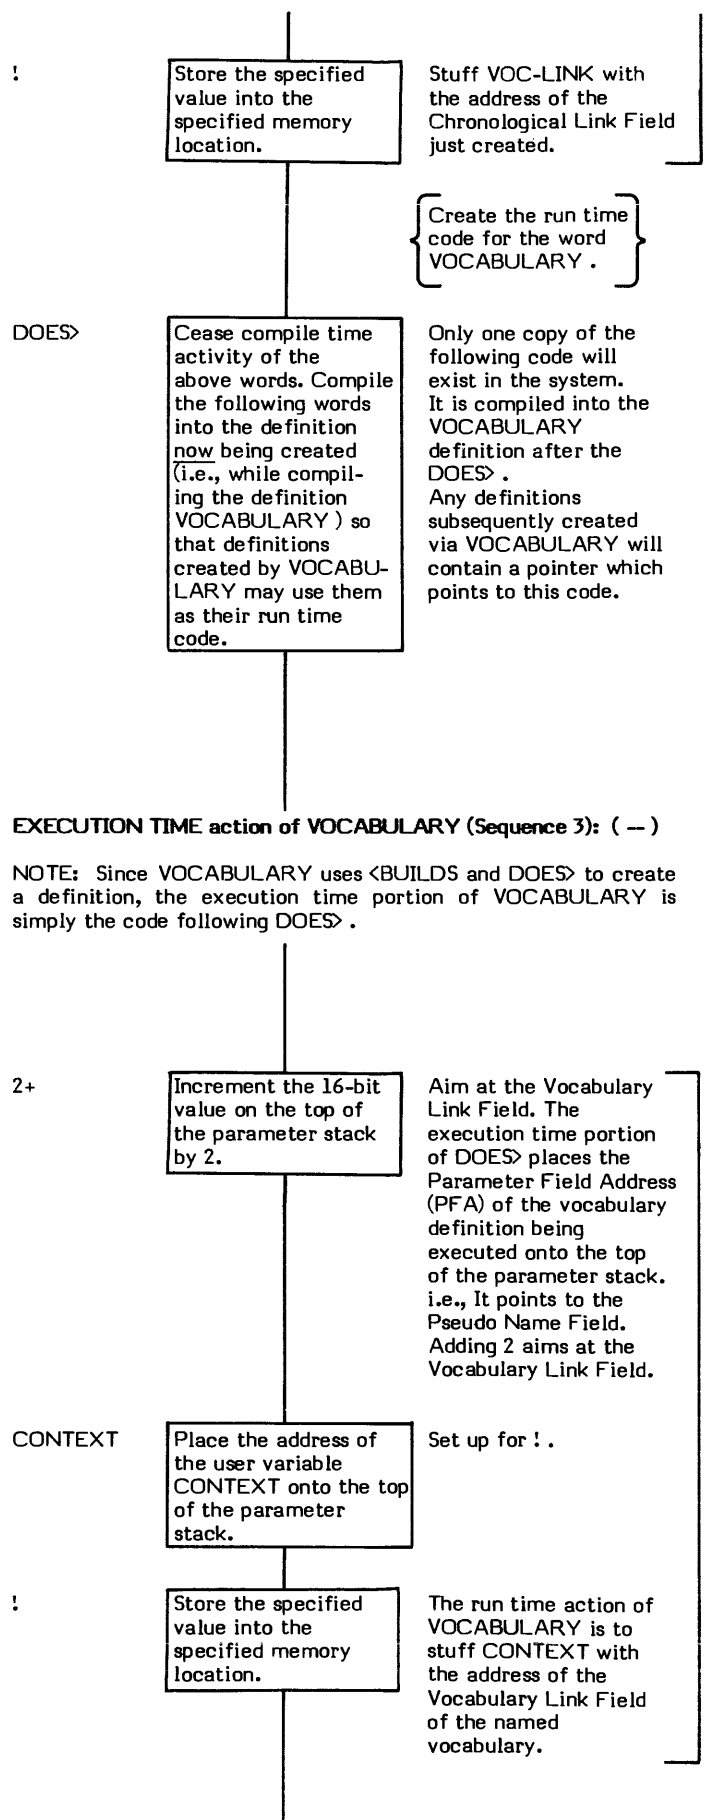 !
Store the specified
value into the
specified memory
location.
Stuff VOC-LINK with
the address of the
Chronological Link Field
just created.
Create the run time
code for the word
VOCABULARY .
DOES>
Cease compile time
activity of the
above words. Compile
the following words
into the definition
now being created
(i.e., while compil-
ing the definition
VOCABULARY ) so
that definitions
created by VOCABU-
LARY may use them
as their run time
code.
Only one copy of the
following code will
exist in the system.
It is compiled into the
VOCABULARY
definition after the
DOES> .
Any definitions
subsequently created
via VOCABULARY will
contain a pointer which
points to this code.
EXECUTION TIME action of VOCABULARY (Sequence 3): ( -- )
NOTE: Since VOCABULARY uses <BUILDS and DOES> to create
a definition, the execution time portion of VOCABULARY is
simply the code following DOES> .
2+
Increment the 16-bit
value on the top of
the parameter stack
by 2.
Aim at the Vocabulary
Link Field. The
execution time portion
of DOES> places the
Parameter Field Address
(PFA) of the vocabulary
definition being
executed onto the top
of the parameter stack.
i.e., It points to the
Pseudo Name Field.
Adding 2 aims at the
Vocabulary Link Field.
CONTEXT
Place the address of
the user variable
CONTEXT onto the top
of the parameter
stack.
Set up for ! .
!
Store the specified
value into the
specified memory
location.
The run time action of
VOCABULARY is to
stuff CONTEXT with
the address of the
Vocabulary Link Field
of the named
vocabulary.